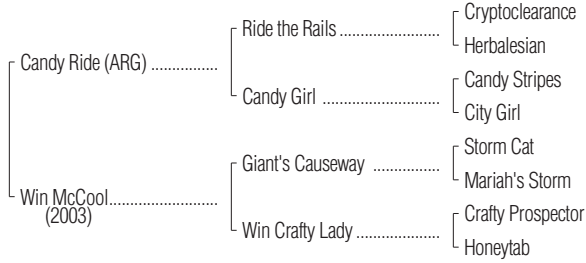 Cryptoclearance
Ride the Rails ....................
Herbalesian
Candy Ride (ARG) .............
Candy Stripes
Candy Girl .......................
City Girl
Storm Cat
Giant's Causeway .............
Mariah's Storm
Win McCool.....................
(2003)
Crafty Prospector
Win Crafty Lady ................
Honeytab